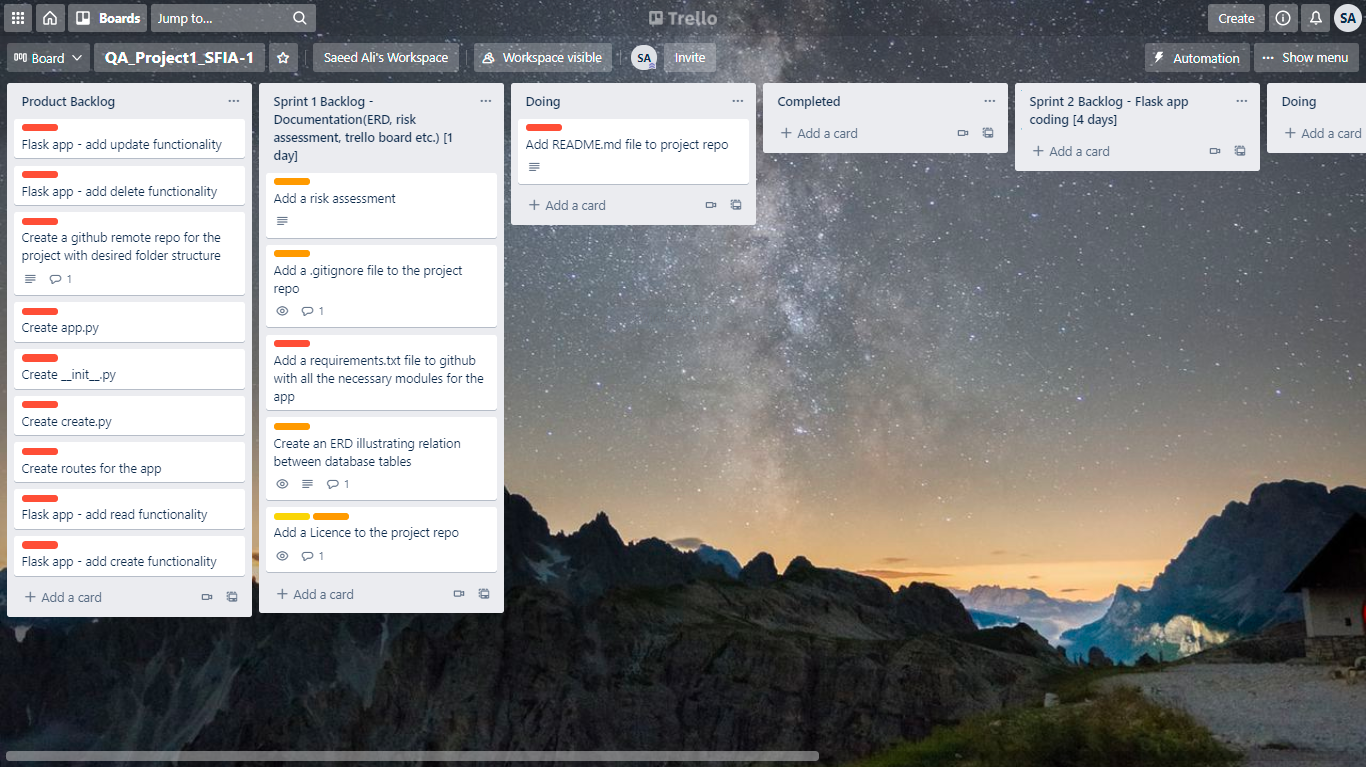 Boards
Jump to...
Trello
Create
SA
Board
QA_Project1_SFIA-1
Saeed Ali's Workspace
Workspace visible
SA
Invite
Automation
Show menu
Product Backlog
Flask app - add update functionality
Flask app - add delete functionality
Create a github remote repo for the
project with desired folder structure
1
Create app.py
Create __init__.py
Create create.py
Create routes for the app
Flask app - add read functionality
Flask app - add create functionality
Add a card
Sprint 1 Backlog -
Documentation(ERD, risk
assessment, trello board etc.) [1
day]
Add a risk assessment
Add a .gitignore file to the project
repo
1
Add a requirements.txt file to github
with all the necessary modules for the
app
Create an ERD illustrating relation
between database tables
1
Add a Licence to the project repo
1
Add a card
Doing
Add README.md file to project repo
Add a card
Completed
Add a card
Sprint 2 Backlog - Flask app
coding [4 days]
Add a card
Doing
Add a card